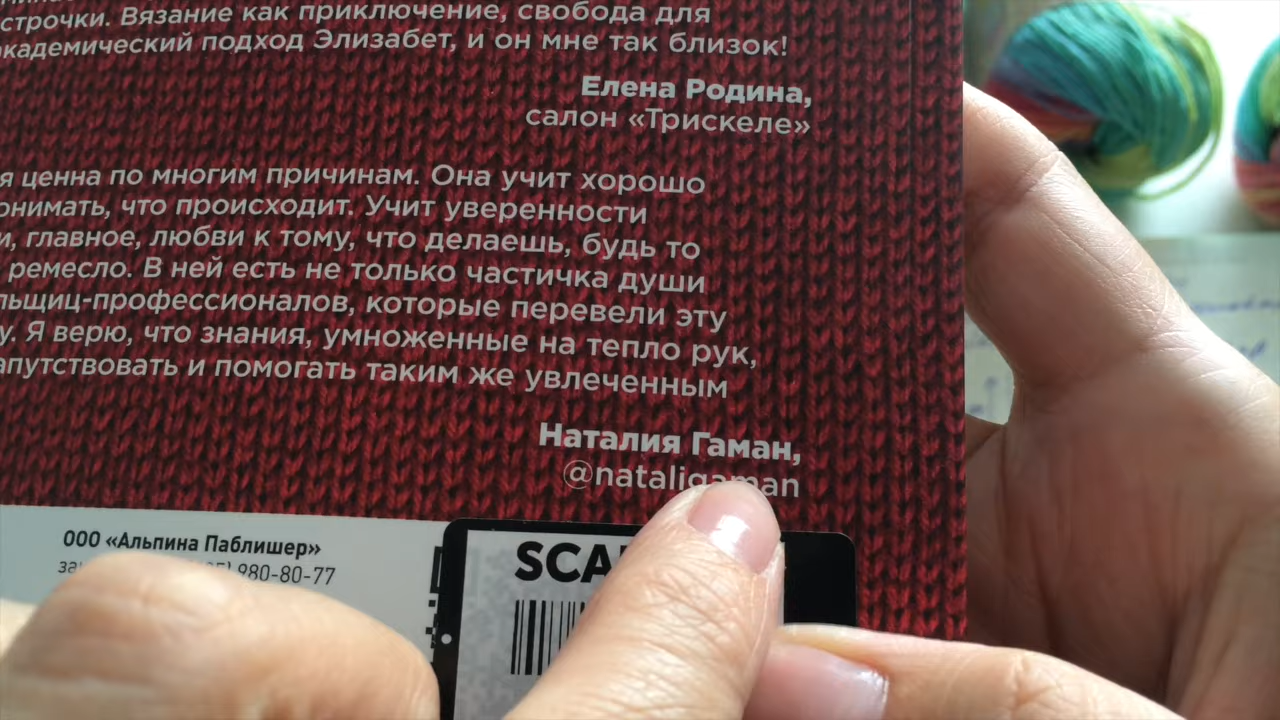 строчки. Вязание как приключение, свобода для
академический подход Элизабет, и он мне так близок!
Елена Родина,
салон «Трискеле»
я ценна по многим причинам. Она учит хорошо
онимать, что происходит. Учит уверенности
и, главное, любви к тому, что делаешь, будь то
ремесло. В ней есть не только частичка души
льщиц-профессионалов, которые перевели эту
у. Я верю, что знания, умноженные на тепло рук,
апутствовать и помогать таким же увлеченным
Наталия Гаман,
@nataligaman
ООО «Альпина Паблишер»
980-80-77
SCA